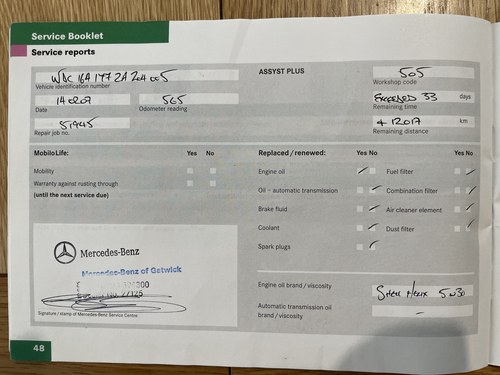 Service Booklet
Service reports
WDC 164 177 2A 204 005
Vehicle identification number
140207
Date
565
Odometer reading
51945
Repair job no.
ASSYST PLUS
505
Workshop code
EXCEEDED 33 days
Remaining time
+ 12017 km
Remaining distance
MobiloLife: Yes No
Mobility
Warranty against rusting through
(until the next service due)
Replaced / renewed: Yes No
Yes No
Engine oil
Fuel filter
Oil – automatic transmission
Combination filter
Brake fluid
Air cleaner element
Coolant
Dust filter
Spark plugs
Mercedes-Benz
Mercedes-Benz of Gatwick
27125
Signature / stamp of Mercedes-Benz Service Centre
Engine oil brand / viscosity
Shell Helix 5w30
Automatic transmission oil
brand / viscosity
–
48